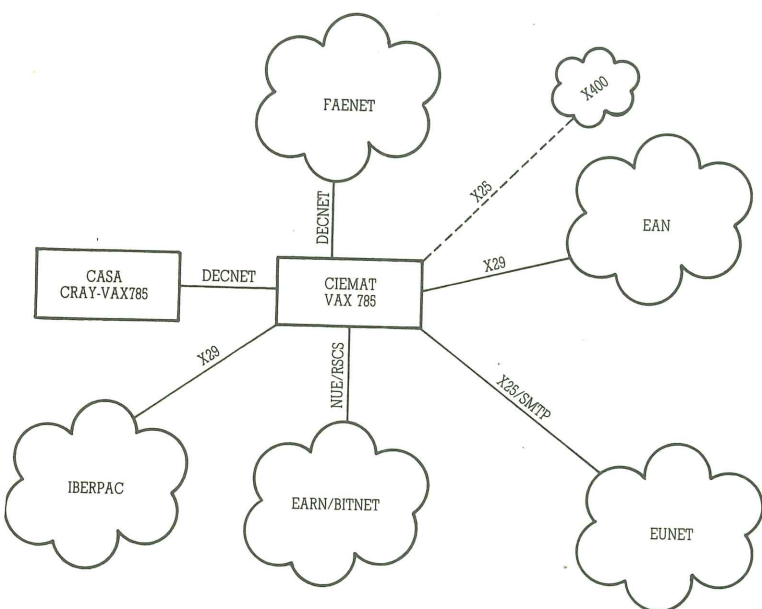 FAENET
X400
DECNET
X25
EAN
CASA
CRAY-VAX785
DECNET
CIEMAT
VAX 785
X29
X29
NUE/RSCS
X25/SMTP
IBERPAC
EARN/BITNET
EUNET